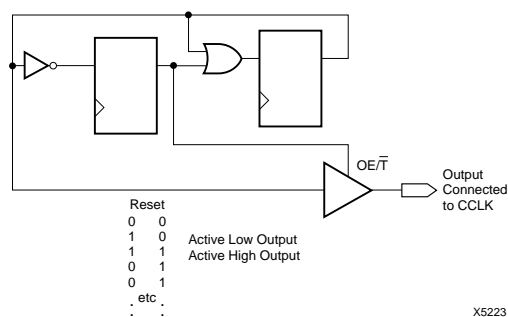 OE/T̅
Output
Connected
to CCLK
Reset
0 0
1 0
1 1
0 1
0 1
. etc .
. .
Active Low Output
Active High Output
X5223